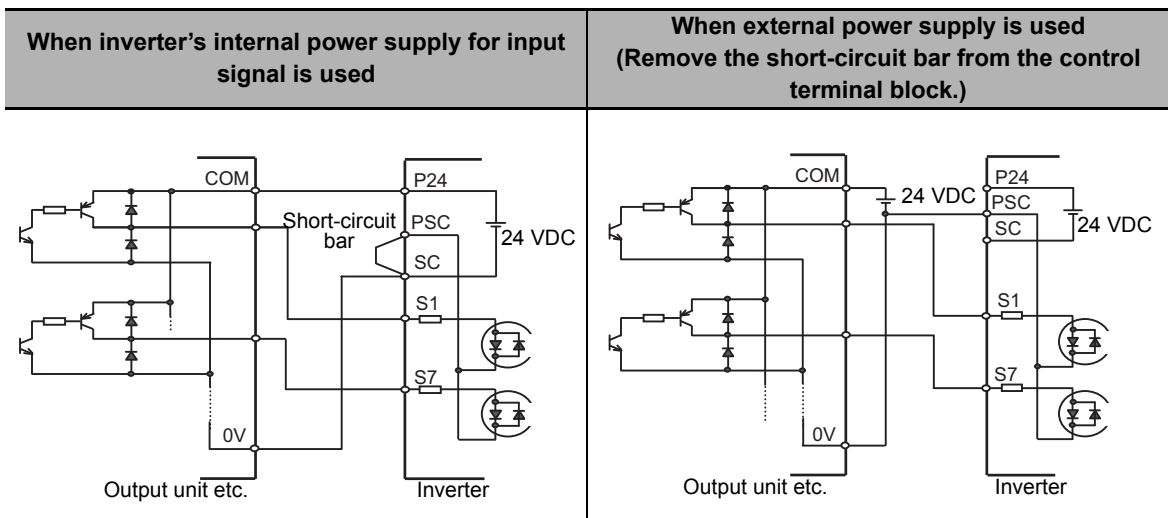 When inverter’s internal power supply for input
signal is used
When external power supply is used
(Remove the short-circuit bar from the control
terminal block.)
COM
P24
Short-circuit
bar
PSC
24 VDC
SC
S1
S7
0V
Output unit etc.
Inverter
COM
24 VDC
P24
PSC
SC
24 VDC
S1
S7
0V
Output unit etc.
Inverter